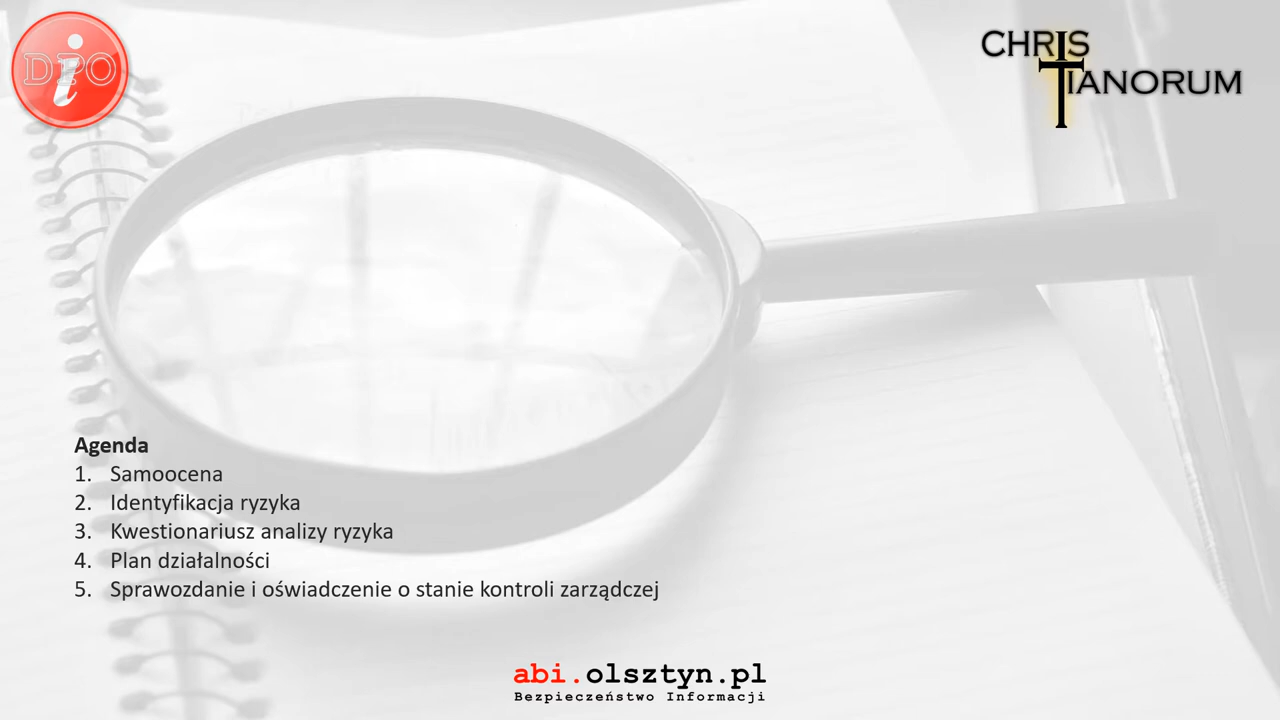 DPO
i
CHRIS
TIANORUM
Agenda
1. Samoocena
2. Identyfikacja ryzyka
3. Kwestionariusz analizy ryzyka
4. Plan działalności
5. Sprawozdanie i oświadczenie o stanie kontroli zarządczej
abi.olsztyn.pl
Bezpieczeństwo Informacji